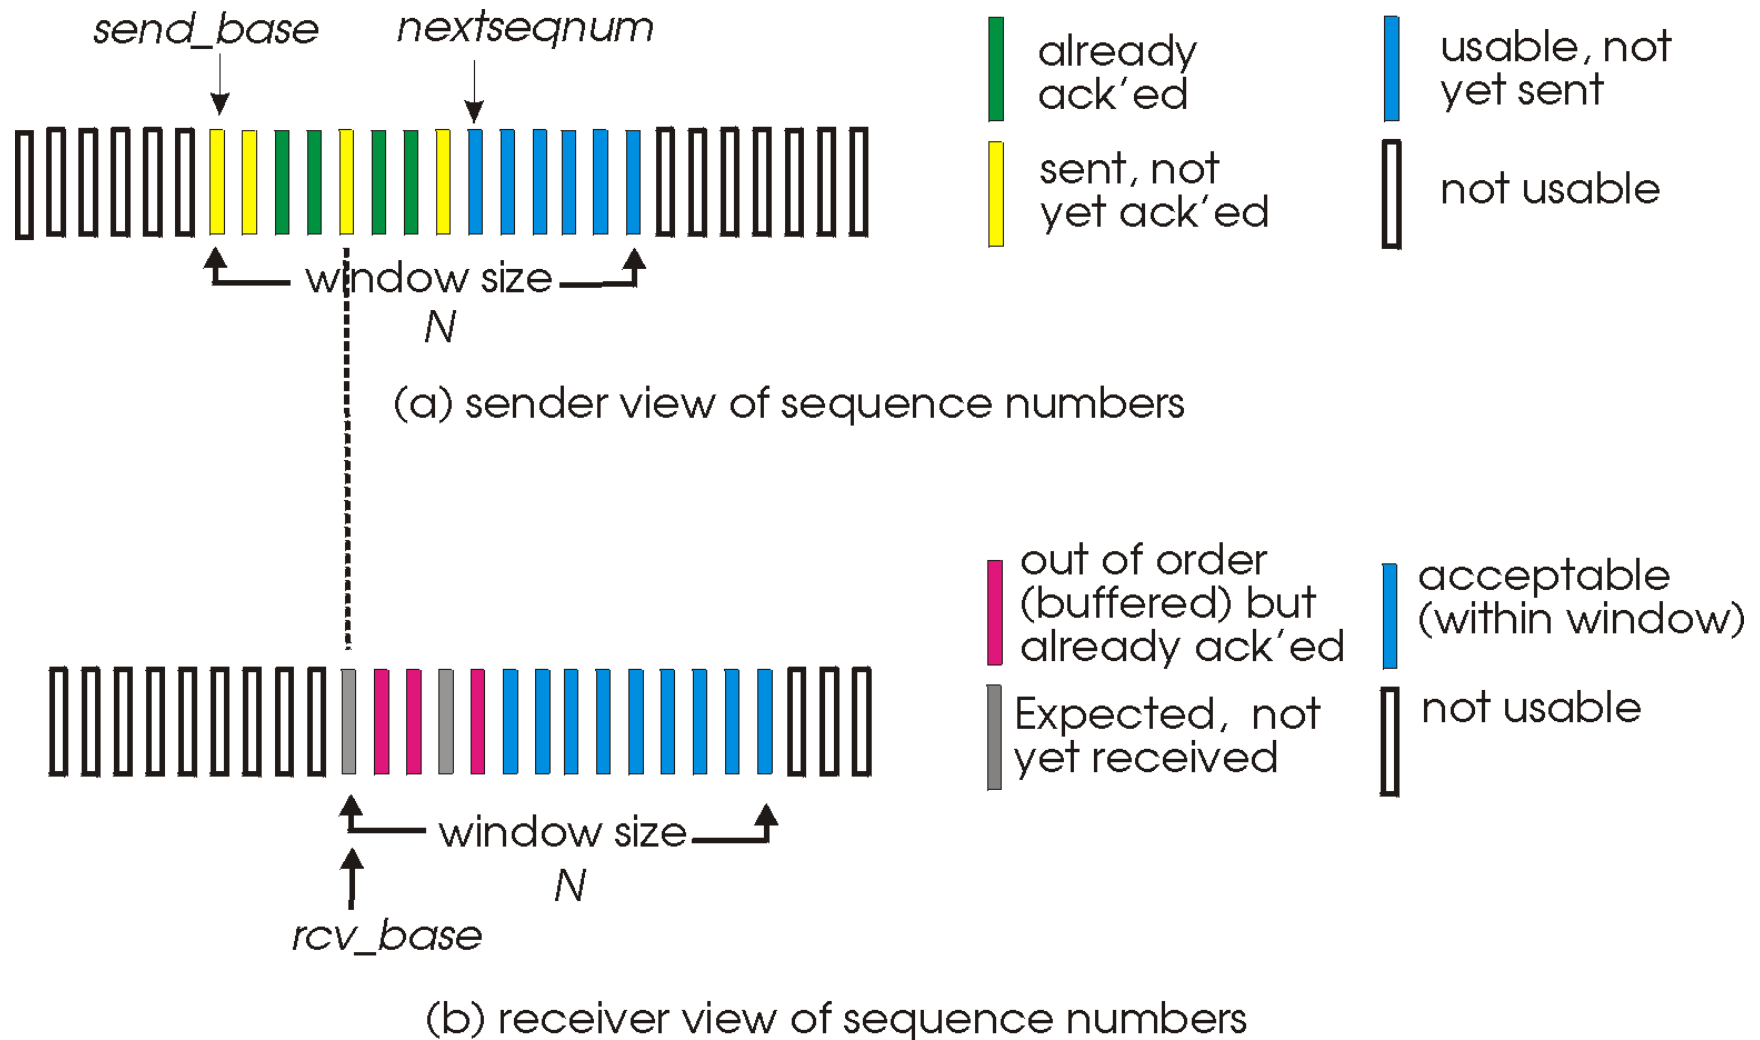 send_base
nextseqnum
already
ack'ed
usable, not
yet sent
sent, not
yet ack'ed
not usable
window size
N
(a) sender view of sequence numbers
out of order
(buffered) but
already ack'ed
acceptable
(within window)
Expected, not
yet received
not usable
window size
N
rcv_base
(b) receiver view of sequence numbers